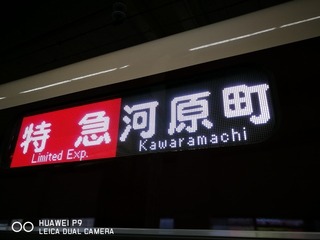 特急 河原町
Limited Exp. Kawaramachi
HUAWEI P9
LEICA DUAL CAMERA